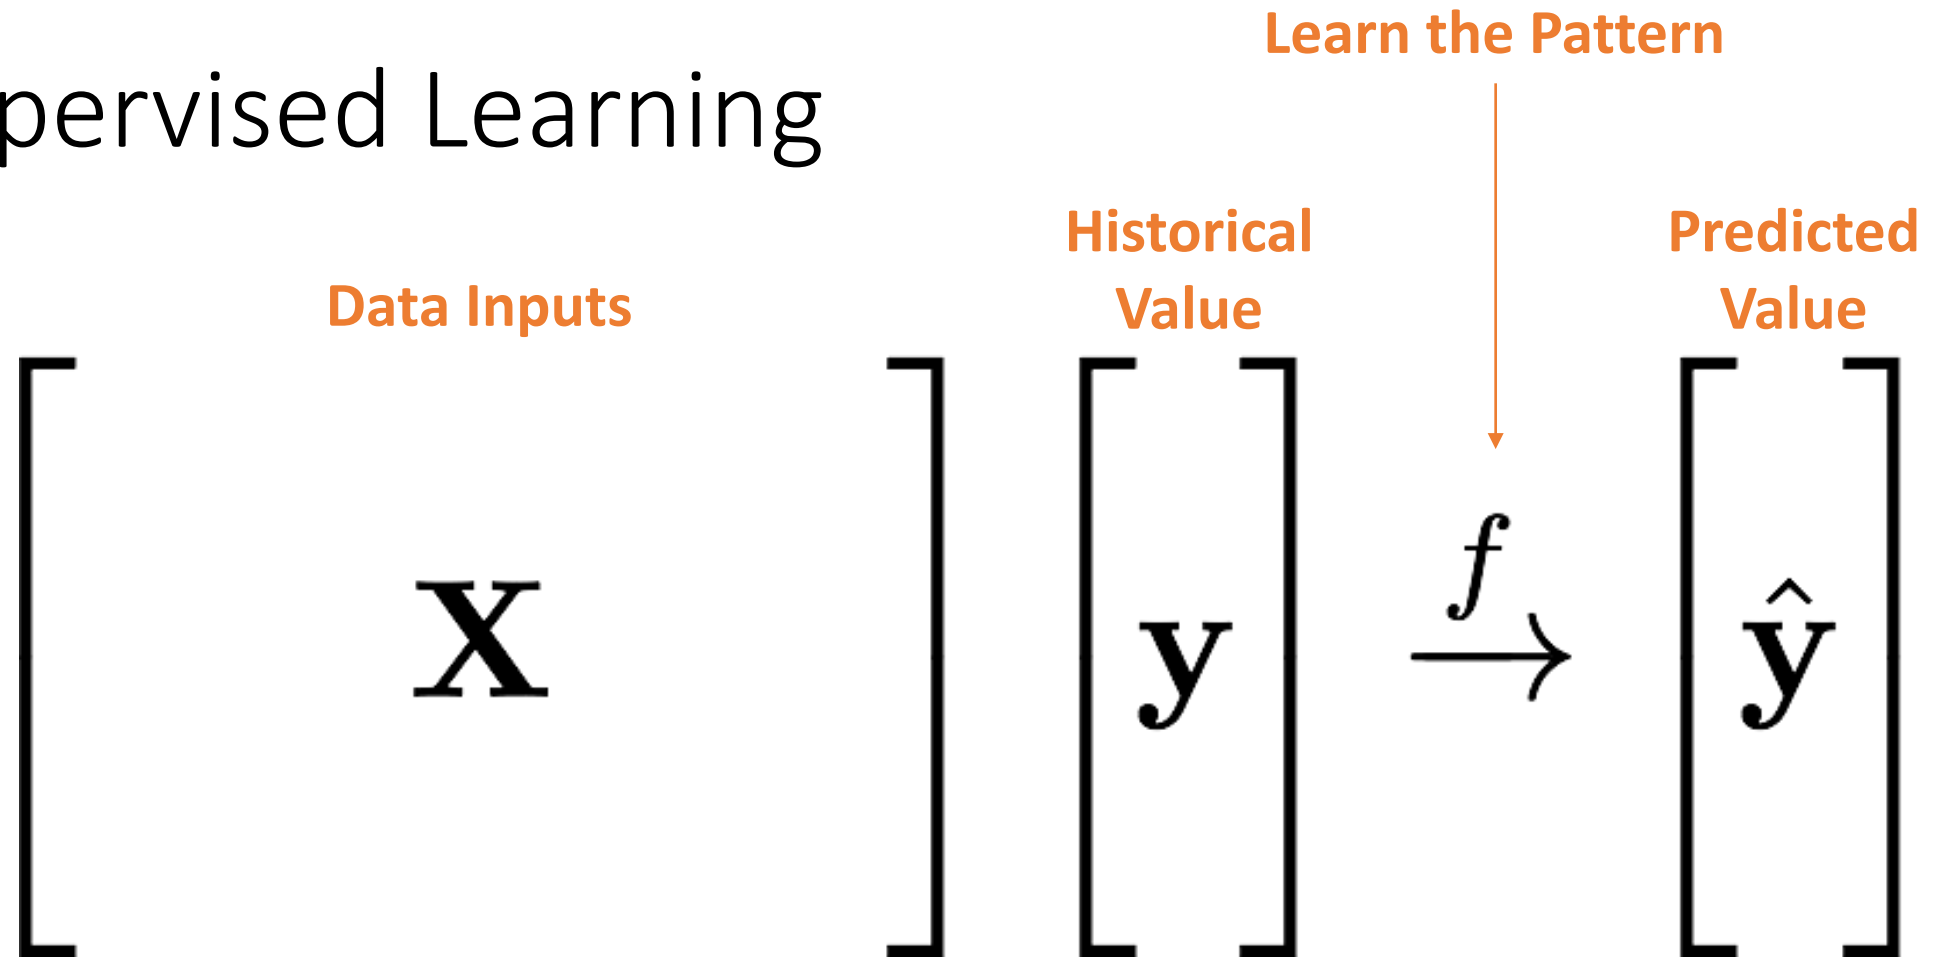 Learn the Pattern
pervised Learning
Historical
Value
Predicted
Value
Data Inputs
X
y
f
ŷ